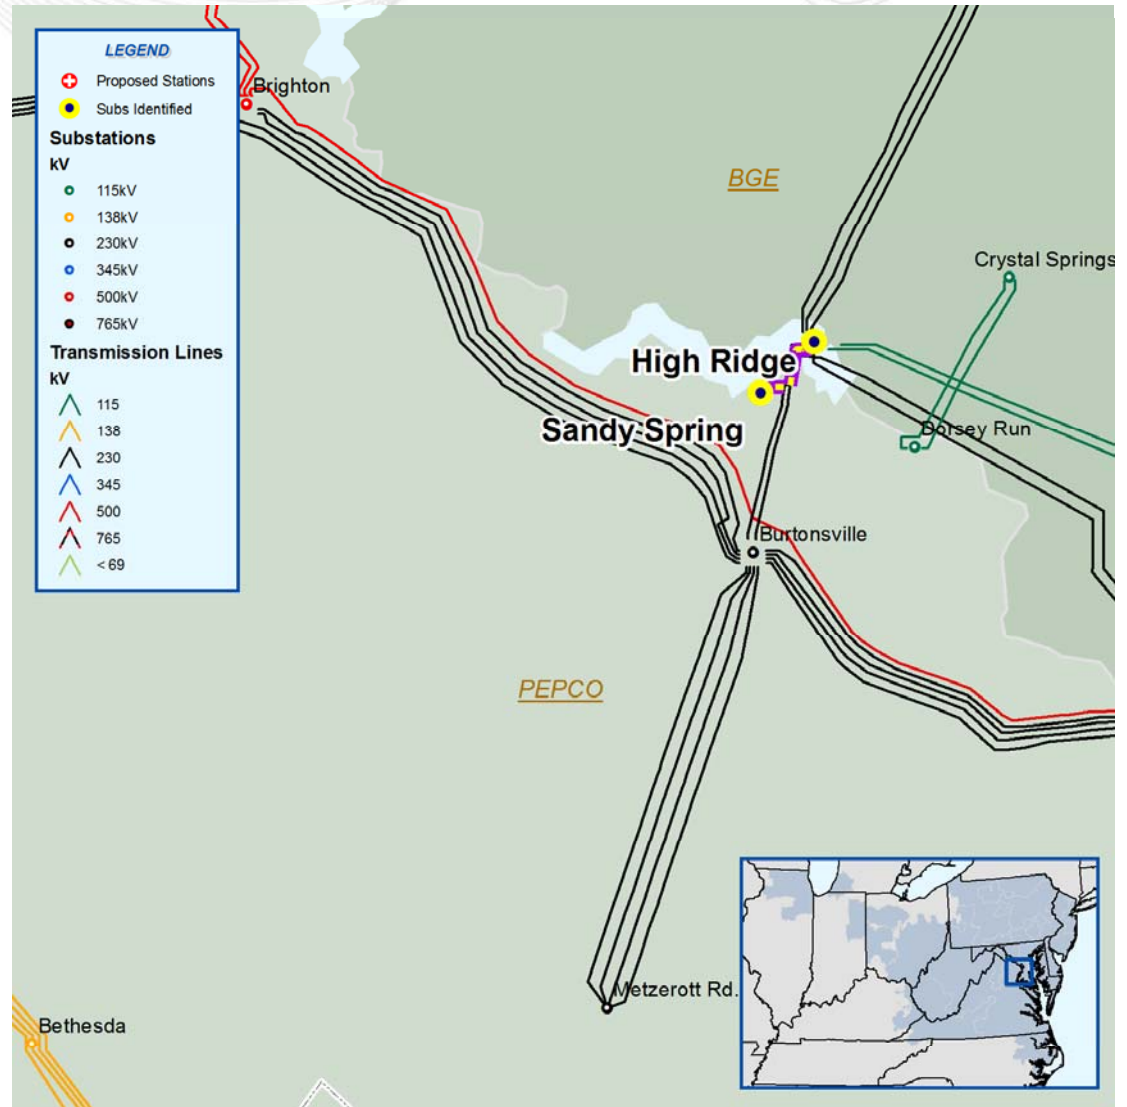 LEGEND
Proposed Stations
Subs Identified
Substations
kV
115kV
138kV
230kV
345kV
500kV
765kV
Transmission Lines
kV
115
138
230
345
500
765
< 69
Brighton
BGE
Crystal Springs
High Ridge
Dorsey Run
Sandy Spring
Burtonsville
PEPCO
Metzerott Rd.
Bethesda